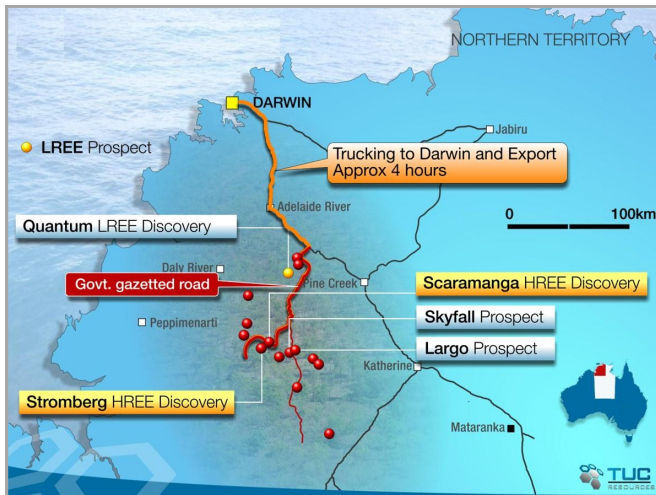 NORTHERN TERRITORY
DARWIN
Jabiru
LREE Prospect
Trucking to Darwin and Export
Approx 4 hours
Adelaide River
0 100km
Quantum LREE Discovery
Daly River
Govt. gazetted road
Pine Creek
Scaramanga HREE Discovery
Peppimenarti
Skyfall Prospect
Largo Prospect
Katherine
Stromberg HREE Discovery
Mataranka
TUC
RESOURCES